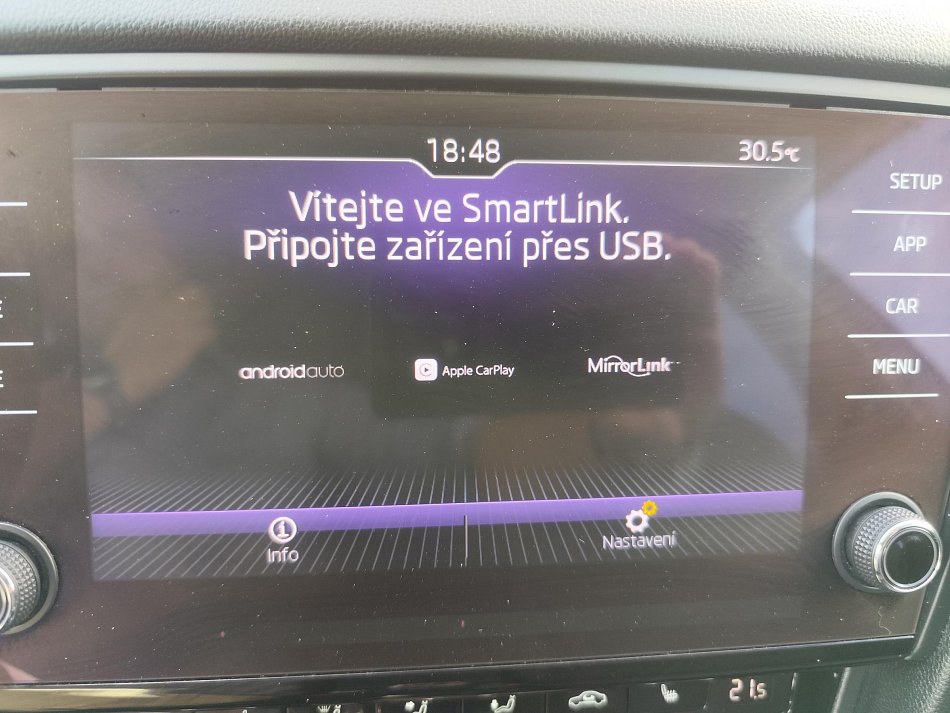 18:48
30.5°C
Vítejte ve SmartLink.
Připojte zařízení přes USB.
androidauto
Apple CarPlay
MirrorLink™
Info
Nastavení
SETUP
APP
CAR
MENU
21.5